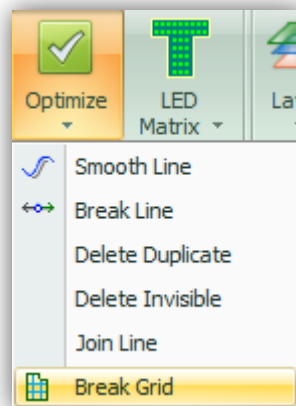 Optimize
LED
Matrix
Smooth Line
Break Line
Delete Duplicate
Delete Invisible
Join Line
Break Grid